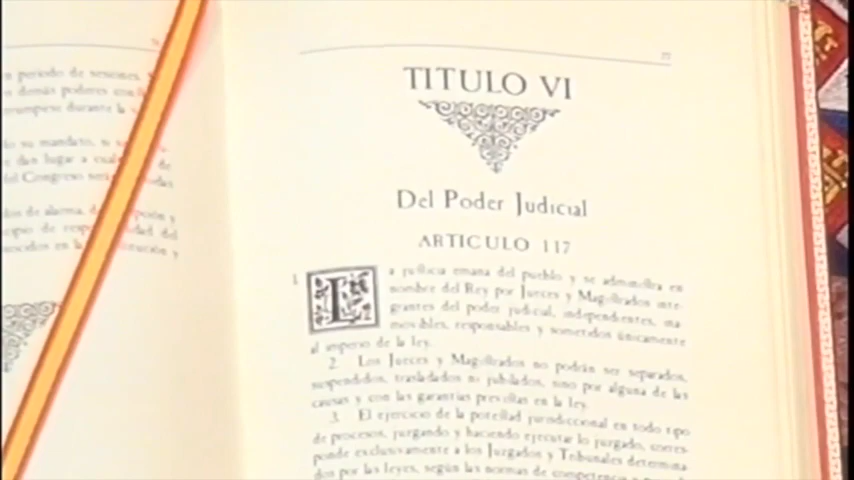 n periodo de sesiones,
demás poderes
durante la
su mandato, si
dan lugar a
del Congreso
de alarma, de
TITULO VI
Del Poder Judicial
ARTICULO 117
1. La justicia emana del pueblo y se administra en
nombre del Rey por Jueces y Magistrados inte-
grantes del poder judicial, independientes, ina-
movibles, responsables y sometidos únicamente
al imperio de la ley.
2. Los Jueces y Magistrados no podrán ser separados,
suspendidos, trasladados ni jubilados, sino por alguna de las
causas y con las garantías previstas en la ley.
3. El ejercicio de la potestad jurisdiccional en todo tipo
de procesos, juzgando y haciendo ejecutar lo juzgado, corres-
ponde exclusivamente a los Juzgados y Tribunales determina-
dos por las leyes, según las normas de competencia y